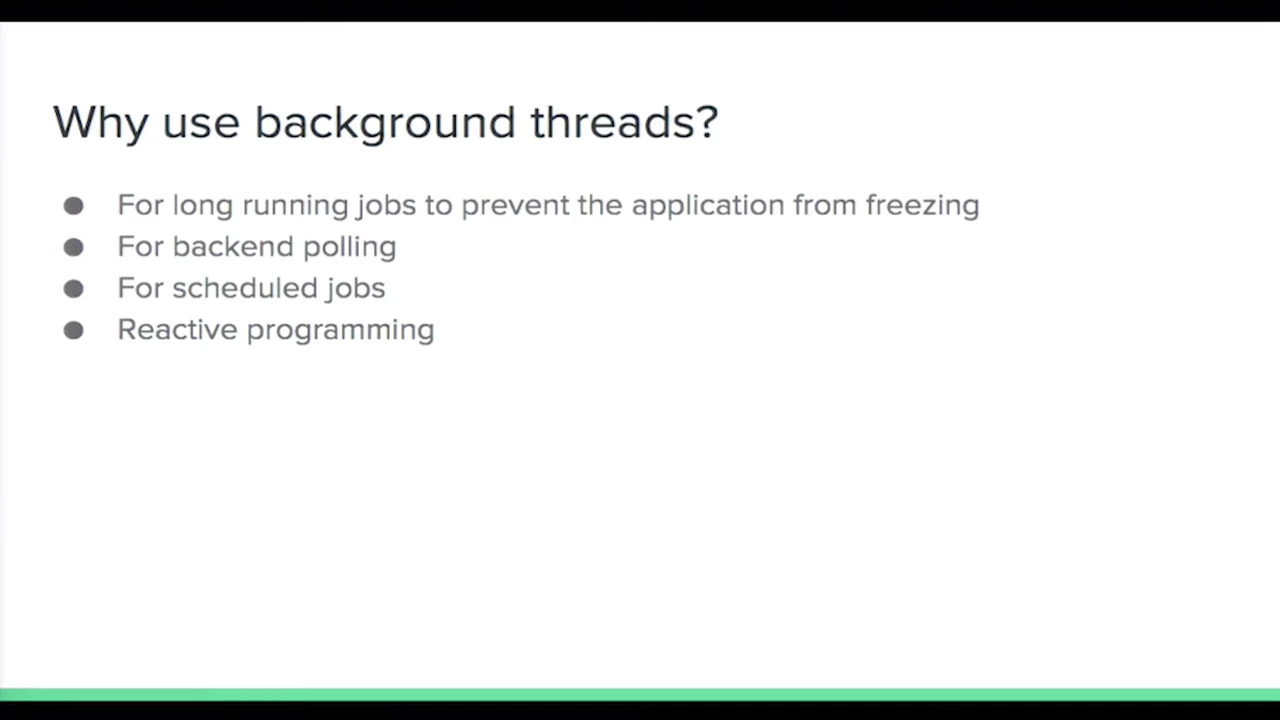 Why use background threads?
● For long running jobs to prevent the application from freezing
● For backend polling
● For scheduled jobs
● Reactive programming